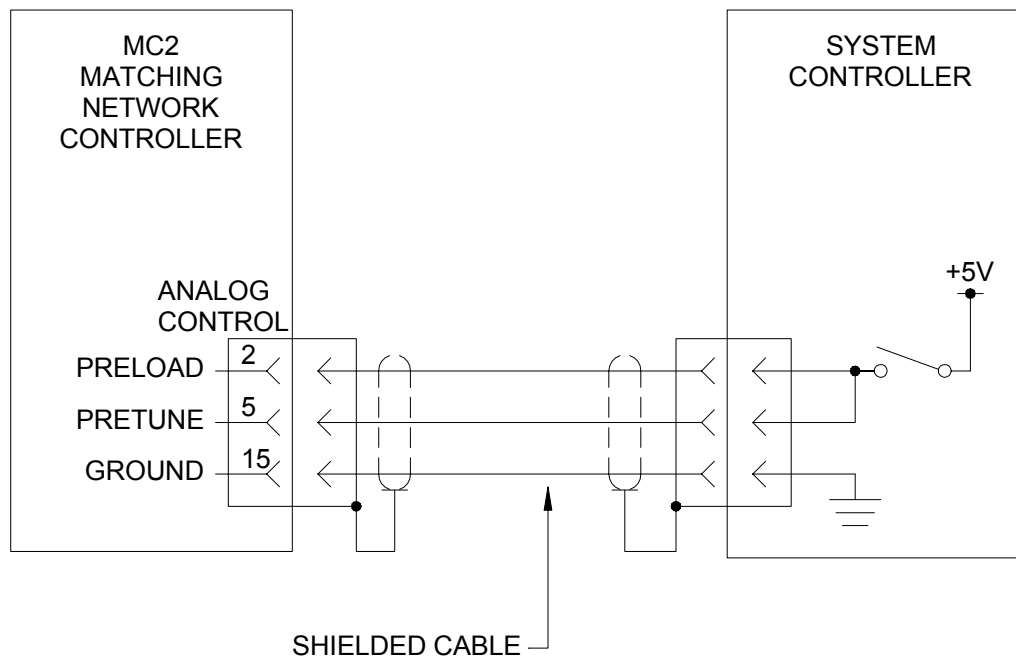 MC2
MATCHING
NETWORK
CONTROLLER
SYSTEM
CONTROLLER
+5V
ANALOG
CONTROL
PRELOAD 2
PRETUNE 5
GROUND 15
SHIELDED CABLE